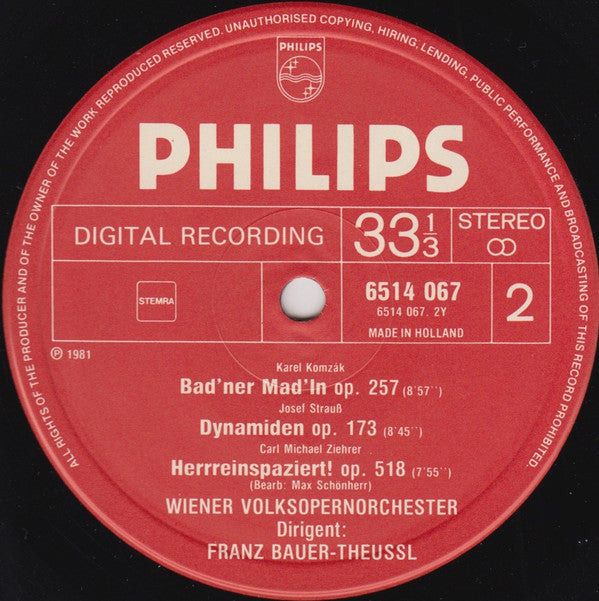 ALL RIGHTS OF THE PRODUCER AND OF THE OWNER OF THE WORK REPRODUCED RESERVED. UNAUTHORISED COPYING, HIRING, LENDING, PUBLIC PERFORMANCE AND BROADCASTING OF THIS RECORD PROHIBITED.
PHILIPS
PHILIPS
DIGITAL RECORDING
33 1/3
STEREO
STEMRA
6514 067
6514 067. 2Y
MADE IN HOLLAND
2
℗ 1981
Karel Komzák
Bad'ner Mad'ln op. 257 (8'57'')
Josef Strauß
Dynamiden op. 173 (8'45'')
Carl Michael Ziehrer
Herrreinspaziert! op. 518 (7'55'')
(Bearb: Max Schönherr)
WIENER VOLKSOPERNORCHESTER
Dirigent:
FRANZ BAUER-THEUSSL